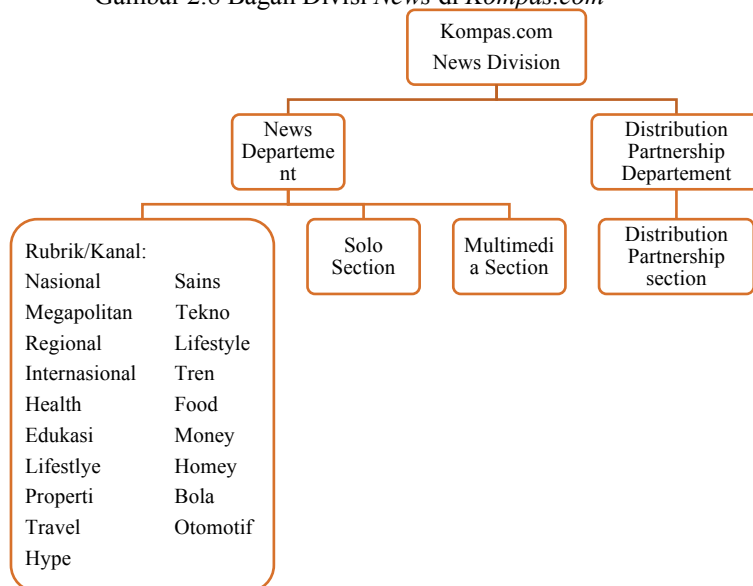 Gambar 2.8 Bagan Divisi News di Kompas.com
Kompas.com
News Division
News
Departeme
nt
Distribution
Partnership
Departement
Rubrik/Kanal:
Nasional Sains
Megapolitan Tekno
Regional Lifestyle
Internasional Tren
Health Food
Edukasi Money
Lifestlye Homey
Properti Bola
Travel Otomotif
Hype
Solo
Section
Multimedi
a Section
Distribution
Partnership
section